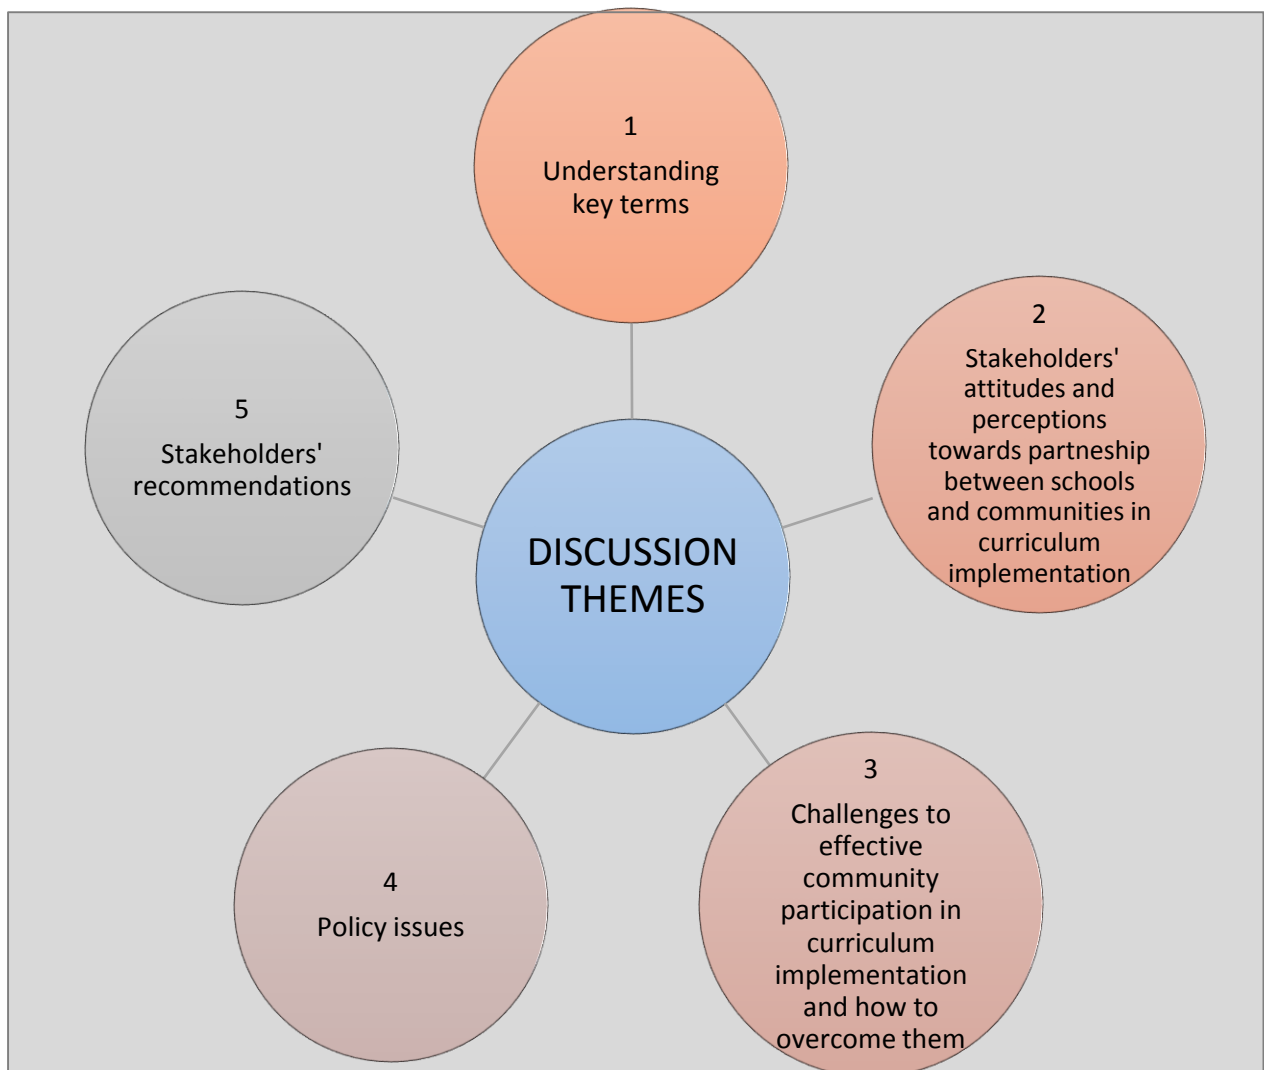 1
Understanding
key terms
2
Stakeholders'
attitudes and
perceptions
towards partneship
between schools
and communities in
curriculum
implementation
3
Challenges to
effective
community
participation in
curriculum
implementation
and how to
overcome them
4
Policy issues
5
Stakeholders'
recommendations
DISCUSSION
THEMES